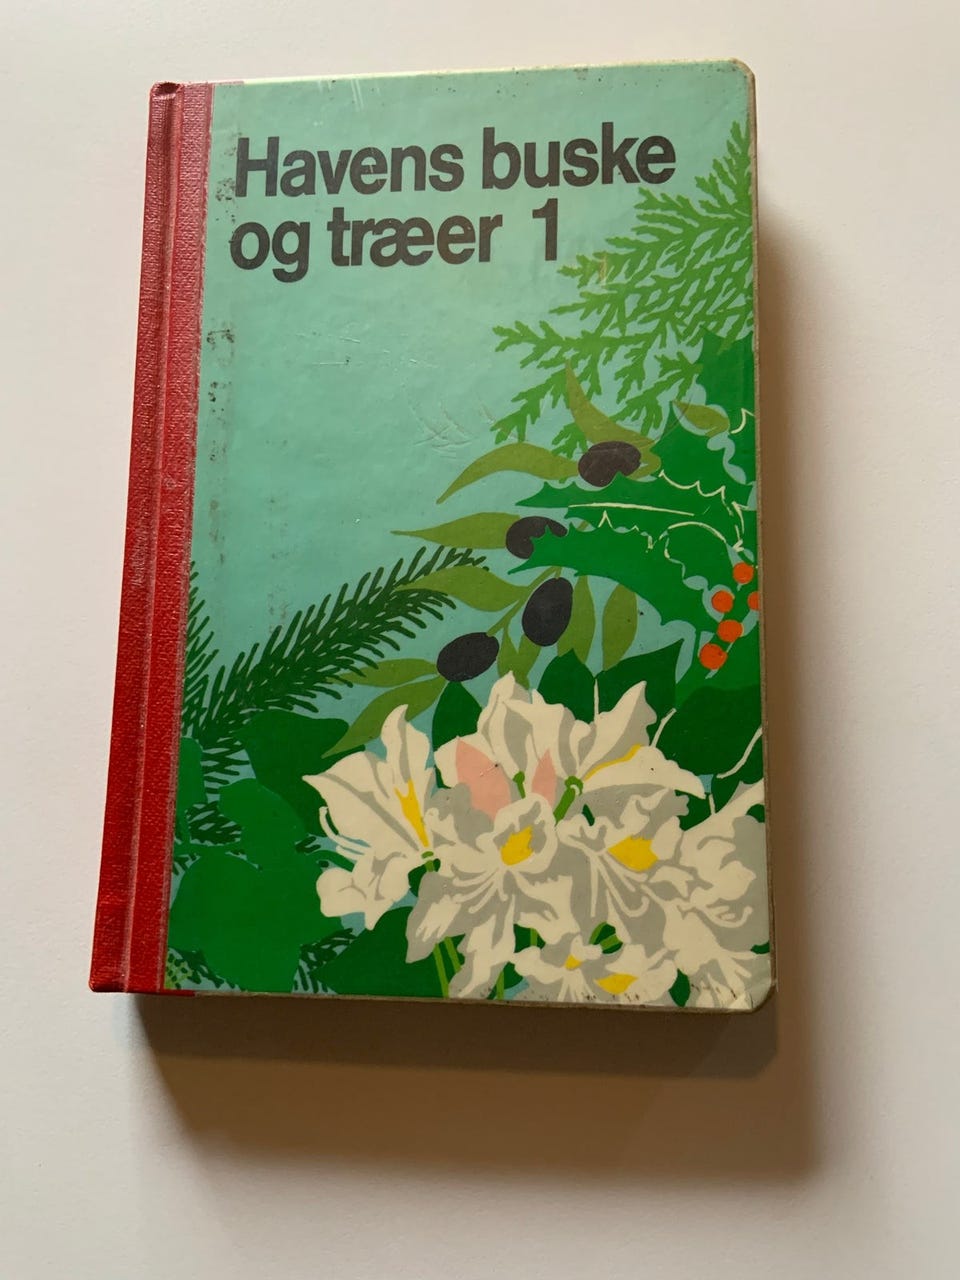 Havens buske
og træer 1